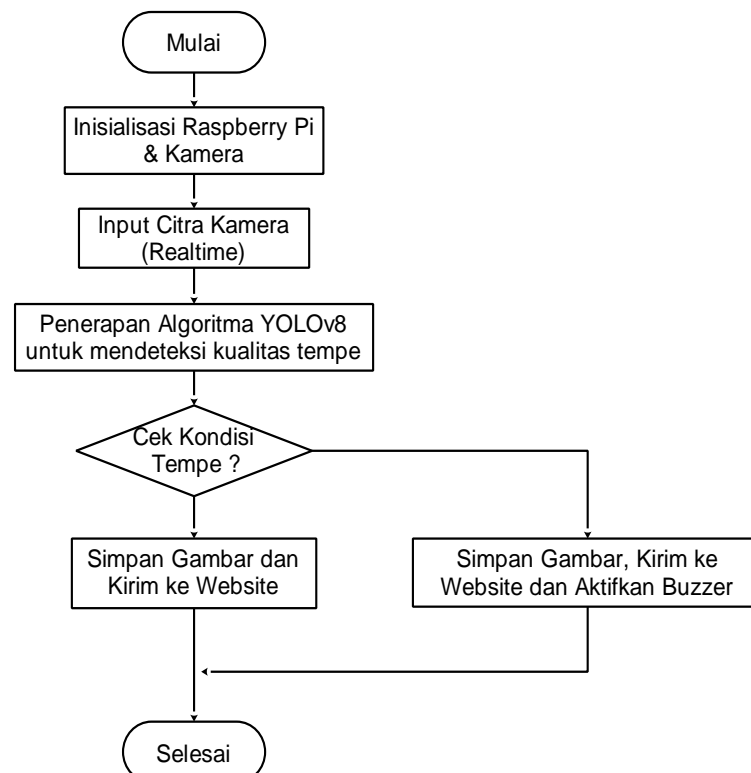 Mulai
Inisialisasi Raspberry Pi
& Kamera
Input Citra Kamera
(Realtime)
Penerapan Algoritma YOLOv8
untuk mendeteksi kualitas tempe
Cek Kondisi
Tempe ?
Simpan Gambar dan
Kirim ke Website
Simpan Gambar, Kirim ke
Website dan Aktifkan Buzzer
Selesai